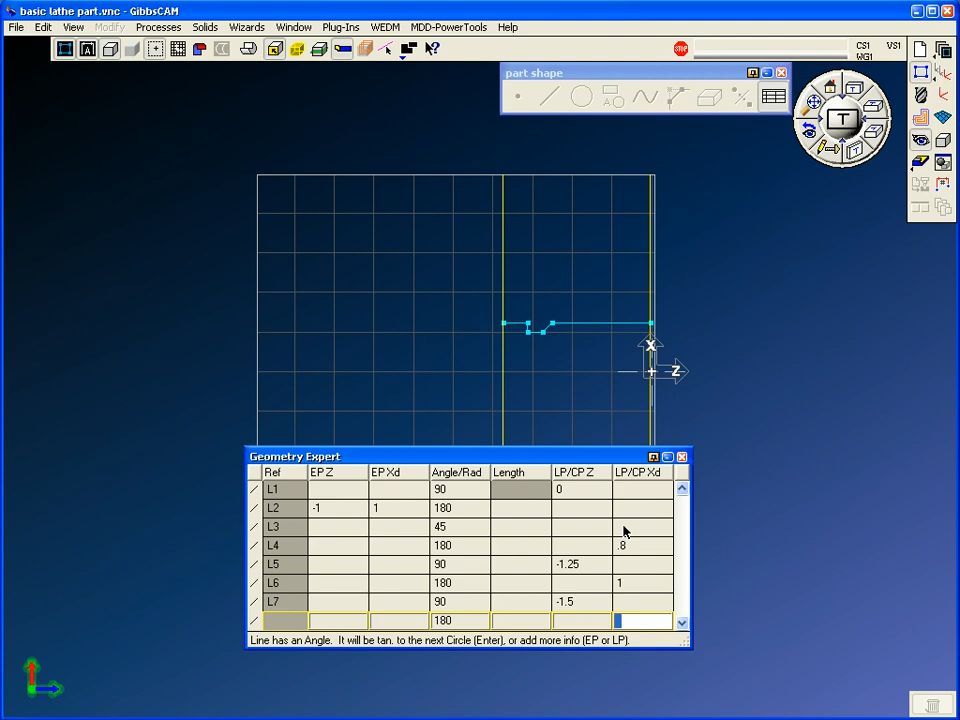 basic lathe part.vnc - GibbsCAM
File Edit View Modify Processes Solids Wizards Window Plug-Ins WEDM MDD-PowerTools Help
A
STOP
CS1 VS1
WG1
part shape
T
X
Z
Geometry Expert
Ref EP Z EP Xd Angle/Rad Length LP/CP Z LP/CP Xd
L1 90 0
L2 -1 1 180
L3 45
L4 180 .8
L5 90 -1.25
L6 180 1
L7 90 -1.5
180
Line has an Angle. It will be tan. to the next Circle (Enter), or add more info (EP or LP).